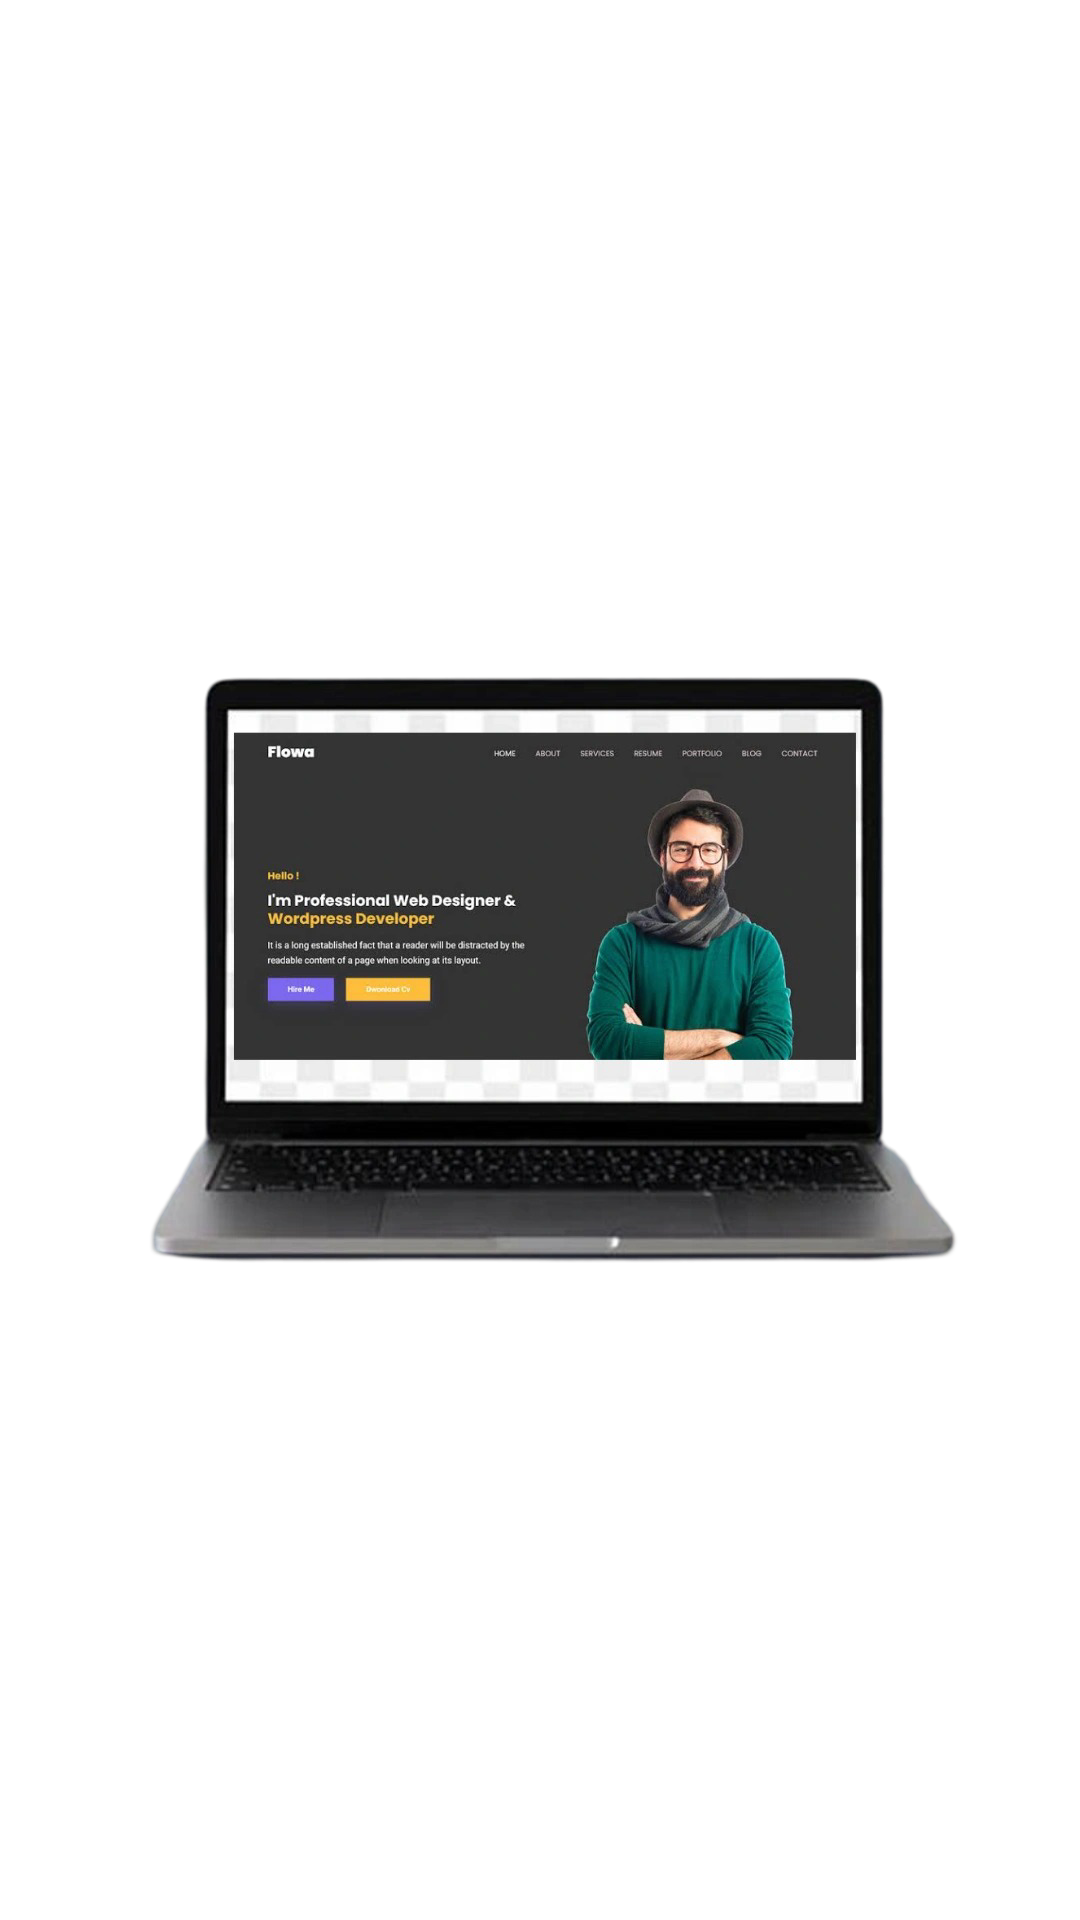 Flowa
HOME ABOUT SERVICES RESUME PORTFOLIO BLOG CONTACT
Hello !
I'm Professional Web Designer &
Wordpress Developer
It is a long established fact that a reader will be distracted by the
readable content of a page when looking at its layout.
Hire Me Dwonload Cv